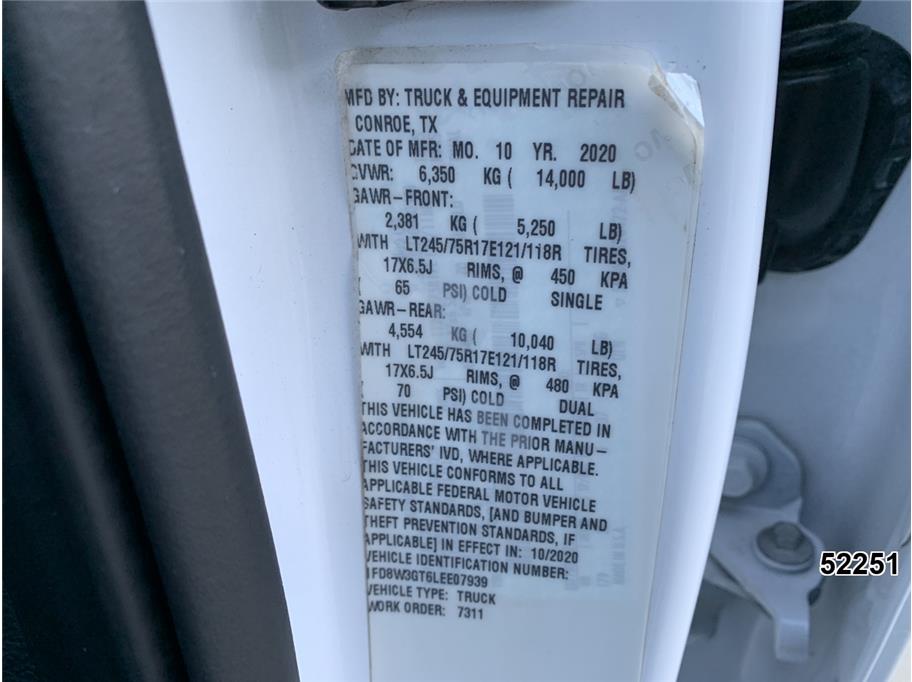 MFD BY: TRUCK & EQUIPMENT REPAIR
CONROE, TX
DATE OF MFR: MO. 10 YR. 2020
GVWR: 6,350 KG ( 14,000 LB)
GAWR-FRONT:
2,381 KG ( 5,250 LB)
WITH LT245/75R17E121/118R TIRES,
17X6.5J RIMS, @ 450 KPA
( 65 PSI) COLD SINGLE
GAWR-REAR:
4,554 KG ( 10,040 LB)
WITH LT245/75R17E121/118R TIRES,
17X6.5J RIMS, @ 480 KPA
( 70 PSI) COLD DUAL
THIS VEHICLE HAS BEEN COMPLETED IN
ACCORDANCE WITH THE PRIOR MANU-
FACTURERS' IVD, WHERE APPLICABLE.
THIS VEHICLE CONFORMS TO ALL
APPLICABLE FEDERAL MOTOR VEHICLE
SAFETY STANDARDS, [AND BUMPER AND
THEFT PREVENTION STANDARDS, IF
APPLICABLE] IN EFFECT IN: 10/2020
VEHICLE IDENTIFICATION NUMBER:
1FD8W3GT6LEE07939
VEHICLE TYPE: TRUCK
WORK ORDER: 7311
52251